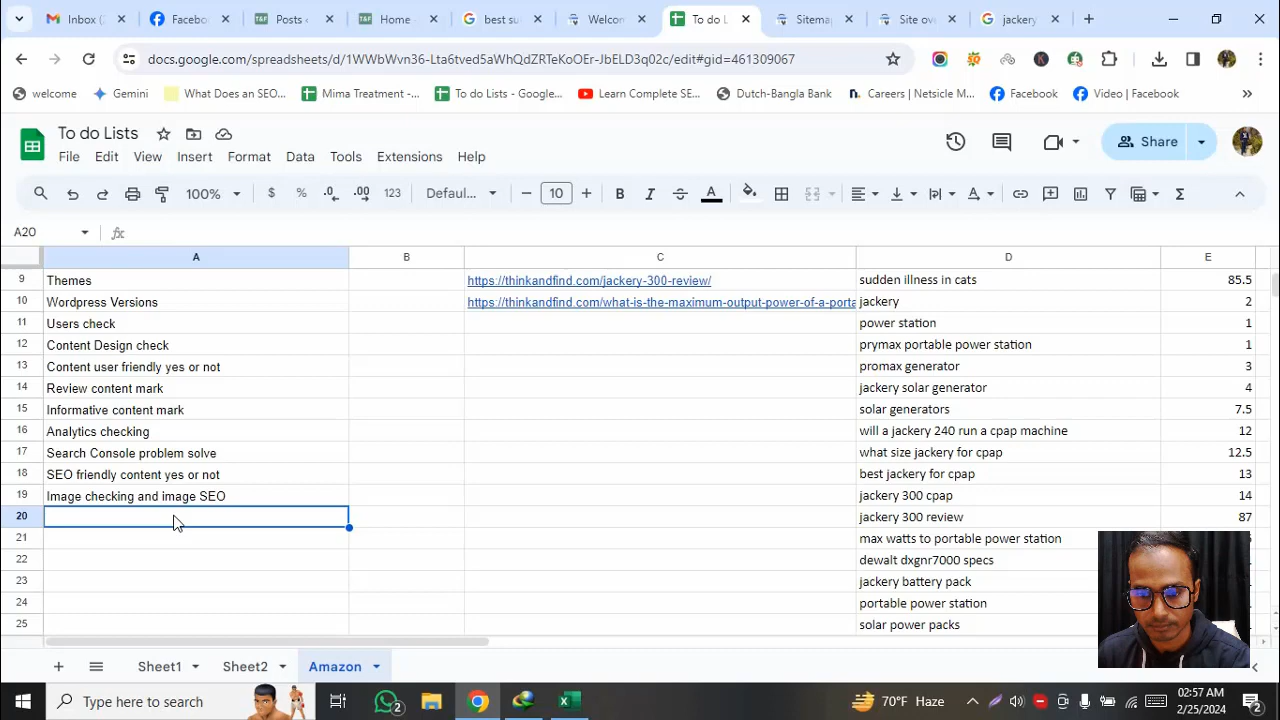 Inbox (
Facebo
Posts
Home
best su
Welcon
To do L
Sitema
Site ov
jackery
docs.google.com/spreadsheets/d/1WWbWvn36-Lta6tved5aWhQdZRTeKoOEr-JbELD3q02c/edit#gid=461309067
welcome
Gemini
What Does an SEO...
Mima Treatment -...
To do Lists - Google...
Learn Complete SE...
Dutch-Bangla Bank
Careers | Netsicle M...
Facebook
Video | Facebook
To do Lists
File Edit View Insert Format Data Tools Extensions Help
Share
100% $ % .0 .00 123 Defaul... 10 B I A
A20 fx
A B C D E
9 Themes https://thinkandfind.com/jackery-300-review/ sudden illness in cats 85.5
10 Wordpress Versions https://thinkandfind.com/what-is-the-maximum-output-power-of-a-porta jackery 2
11 Users check power station 1
12 Content Design check prymax portable power station 1
13 Content user friendly yes or not promax generator 3
14 Review content mark jackery solar generator 4
15 Informative content mark solar generators 7.5
16 Analytics checking will a jackery 240 run a cpap machine 12
17 Search Console problem solve what size jackery for cpap 12.5
18 SEO friendly content yes or not best jackery for cpap 13
19 Image checking and image SEO jackery 300 cpap 14
20 jackery 300 review 87
21 max watts to portable power station
22 dewalt dxgnr7000 specs
23 jackery battery pack
24 portable power station
25 solar power packs
Sheet1 Sheet2 Amazon
Type here to search
2
70°F Haze
02:57 AM
2/25/2024
2